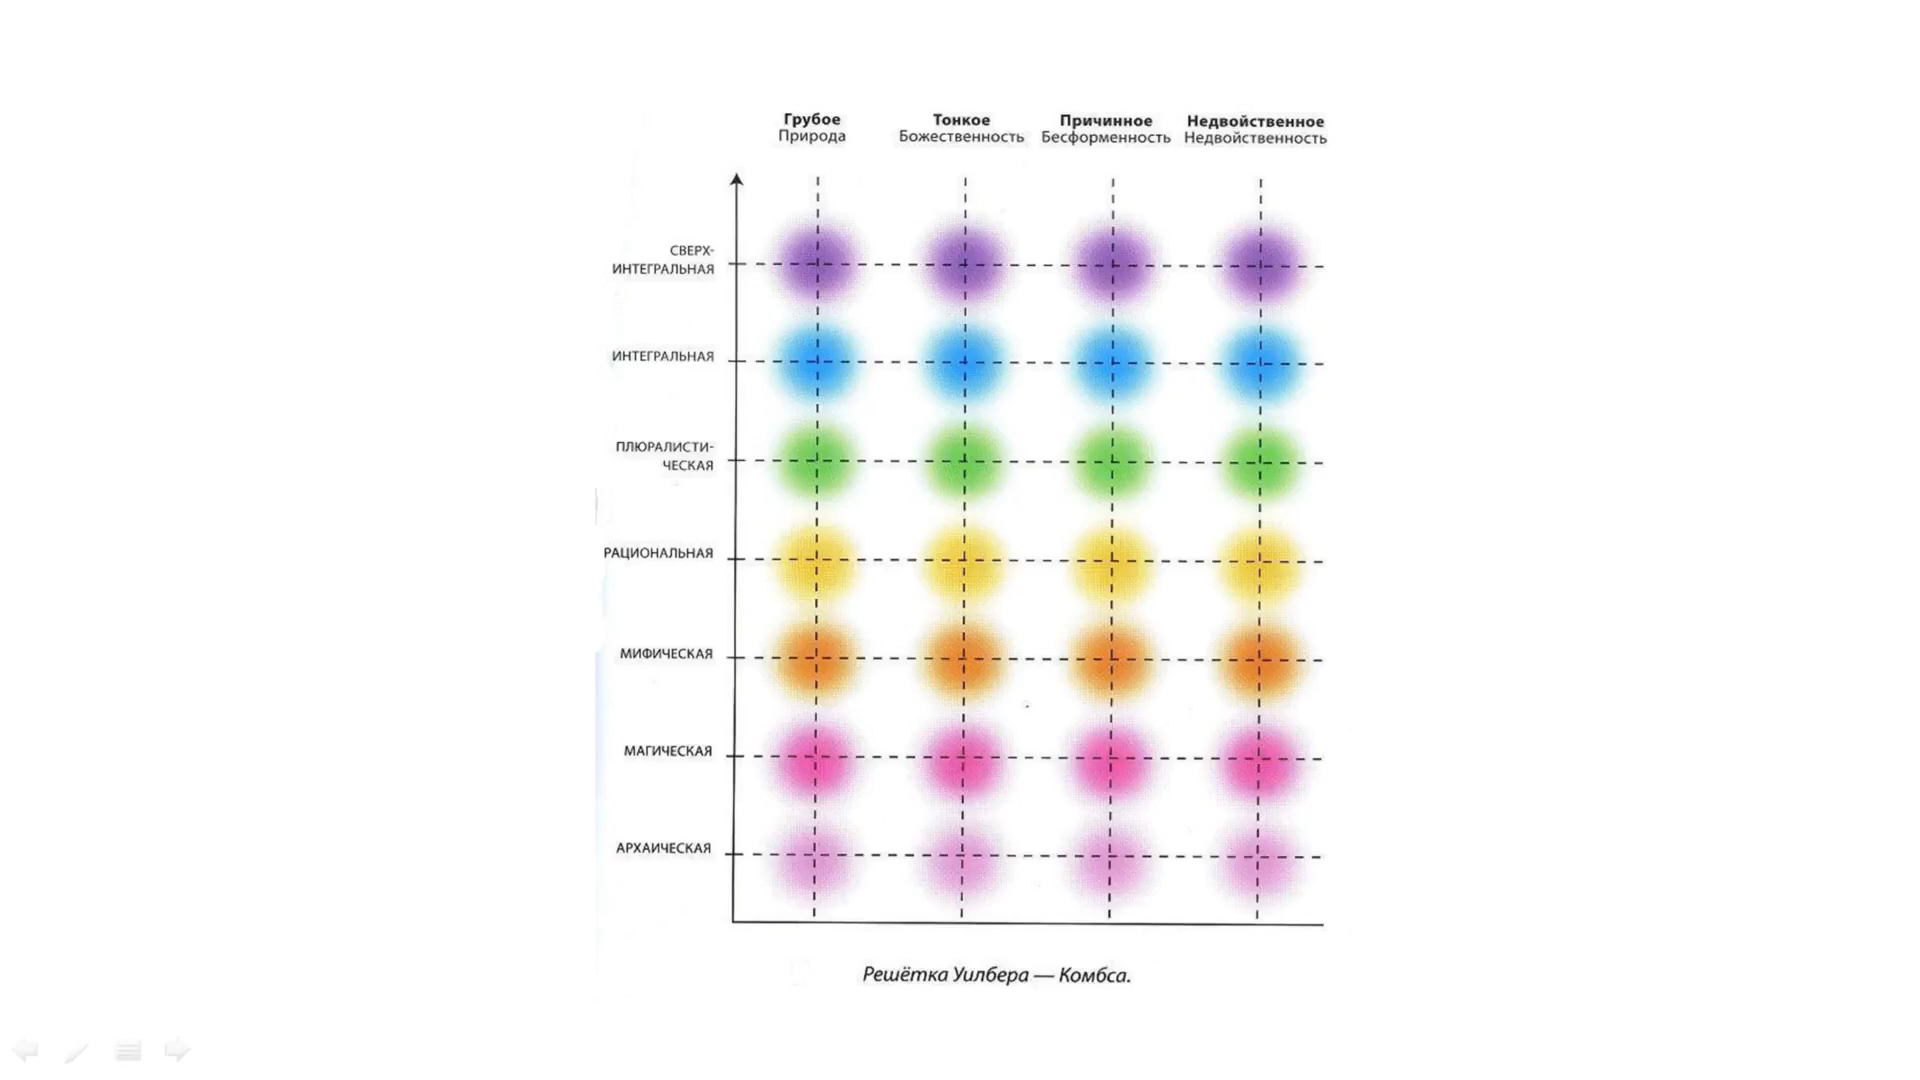 Грубое
Природа
Тонкое
Божественность
Причинное
Бесформенность
Недвойственное
Недвойственность
СВЕРХ-
ИНТЕГРАЛЬНАЯ
ИНТЕГРАЛЬНАЯ
ПЛЮРАЛИСТИ-
ЧЕСКАЯ
РАЦИОНАЛЬНАЯ
МИФИЧЕСКАЯ
МАГИЧЕСКАЯ
АРХАИЧЕСКАЯ
Решётка Уилбера — Комбса.